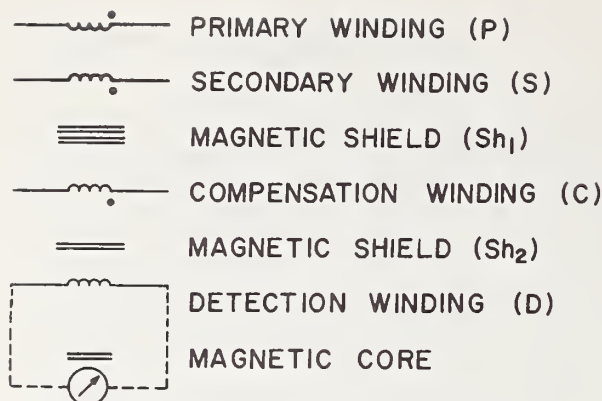 PRIMARY WINDING (P)
SECONDARY WINDING (S)
MAGNETIC SHIELD (Sh₁)
COMPENSATION WINDING (C)
MAGNETIC SHIELD (Sh₂)
DETECTION WINDING (D)
MAGNETIC CORE